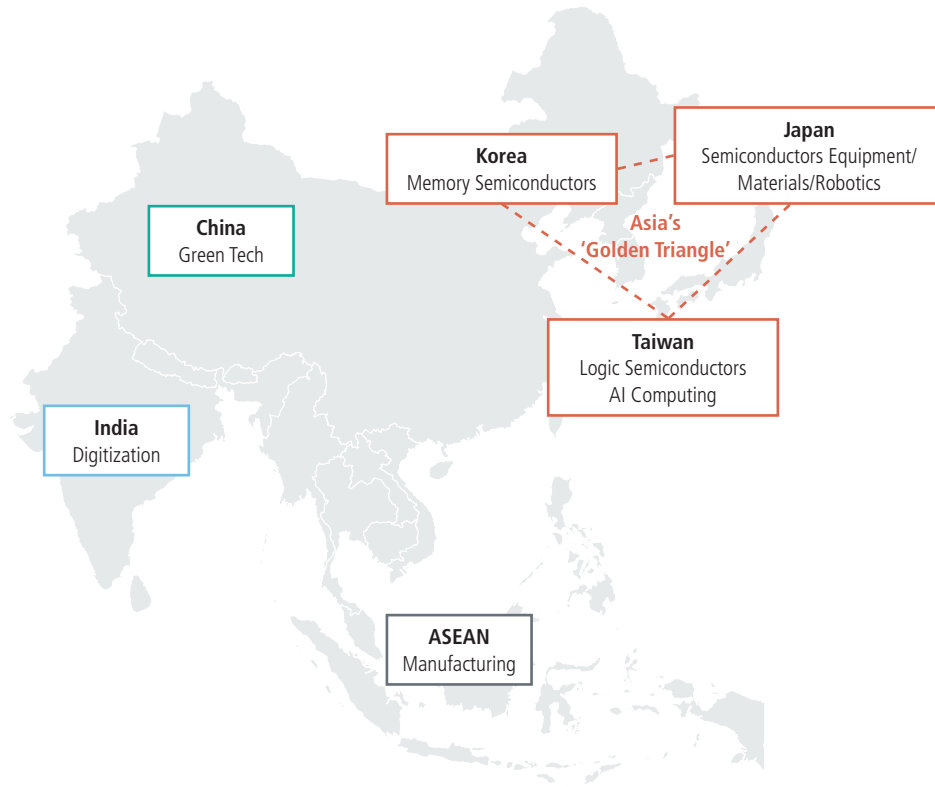 Japan
Semiconductors Equipment/
Materials/Robotics
Korea
Memory Semiconductors
Asia's
'Golden Triangle'
China
Green Tech
Taiwan
Logic Semiconductors
AI Computing
India
Digitization
ASEAN
Manufacturing